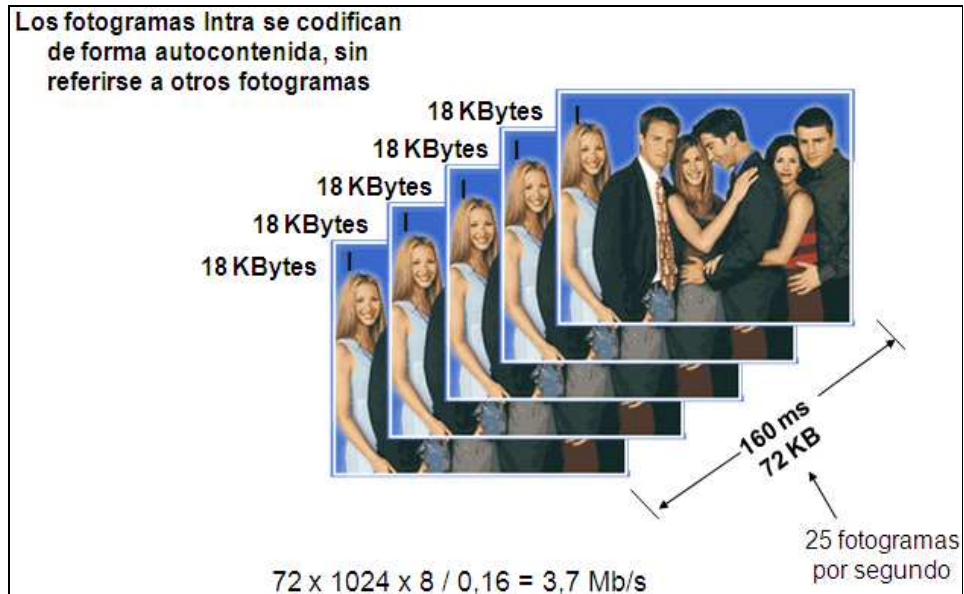 Los fotogramas Intra se codifican
de forma autocontenida, sin
referirse a otros fotogramas
18 KBytes
18 KBytes
18 KBytes
18 KBytes
18 KBytes
I
I
I
I
I
160 ms
72 KB
25 fotogramas
por segundo
72 x 1024 x 8 / 0,16 = 3,7 Mb/s